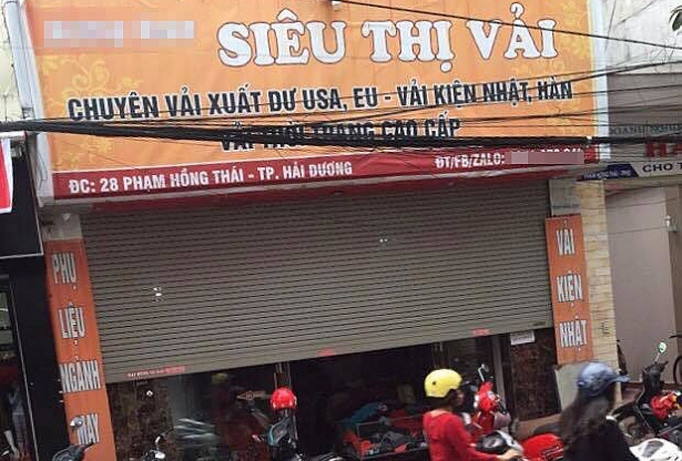 SIÊU THỊ VẢI
CHUYÊN VẢI XUẤT DƯ USA, EU - VẢI KIỆN NHẬT, HÀN
VẢI THỜI TRANG CAO CẤP
ĐC: 28 PHẠM HỒNG THÁI - TP. HẢI DƯƠNG
ĐT/FB/ZALO:
PHỤ
LIỆU
NGÀNH
MAY
VẢI
KIỆN
NHẬT
CHO T